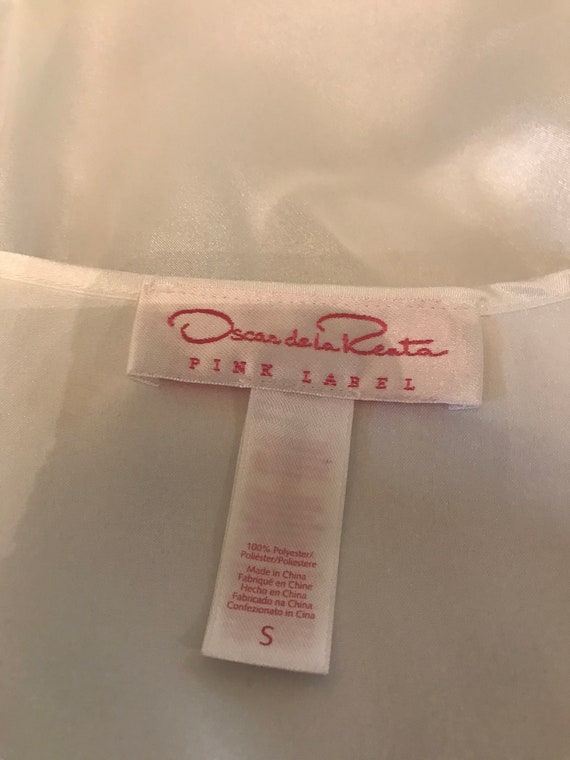 Oscar de la Renta
PINK LABEL
100% Polyester/
Poliéster/Poliestere
Made in China
Fabriqué en Chine
Hecho en China
Fabricado na China
Confezionato in Cina
S